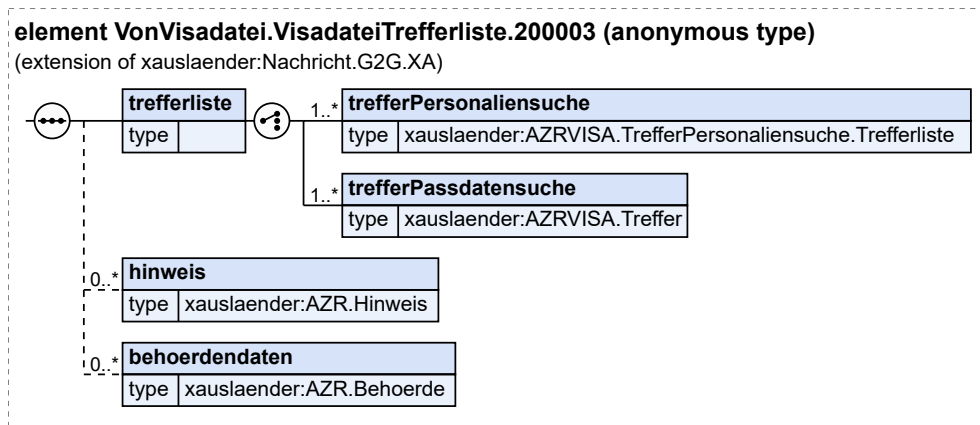 element VonVisadatei.VisadateiTrefferliste.200003 (anonymous type)
(extension of xauslaender:Nachricht.G2G.XA)
trefferliste
type
1..*
trefferPersonaliensuche
type xauslaender:AZRVISA.TrefferPersonaliensuche.Trefferliste
1..*
trefferPassdatensuche
type xauslaender:AZRVISA.Treffer
0..*
hinweis
type xauslaender:AZR.Hinweis
0..*
behoerdendaten
type xauslaender:AZR.Behoerde